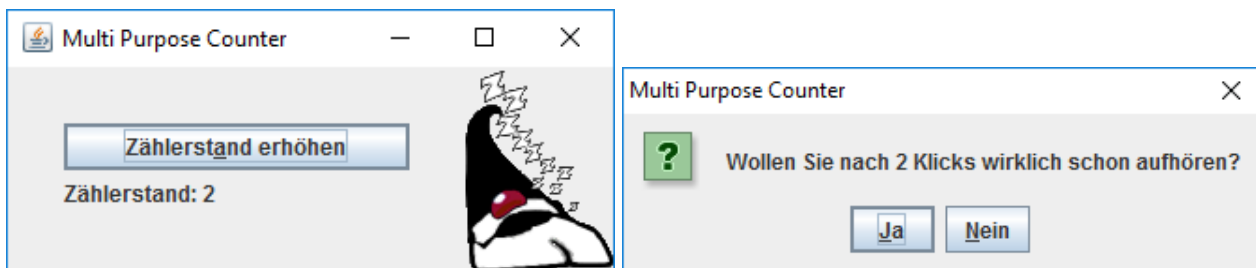 Multi Purpose Counter
Zählerstand erhöhen
Zählerstand: 2
Multi Purpose Counter
?
Wollen Sie nach 2 Klicks wirklich schon aufhören?
Ja
Nein